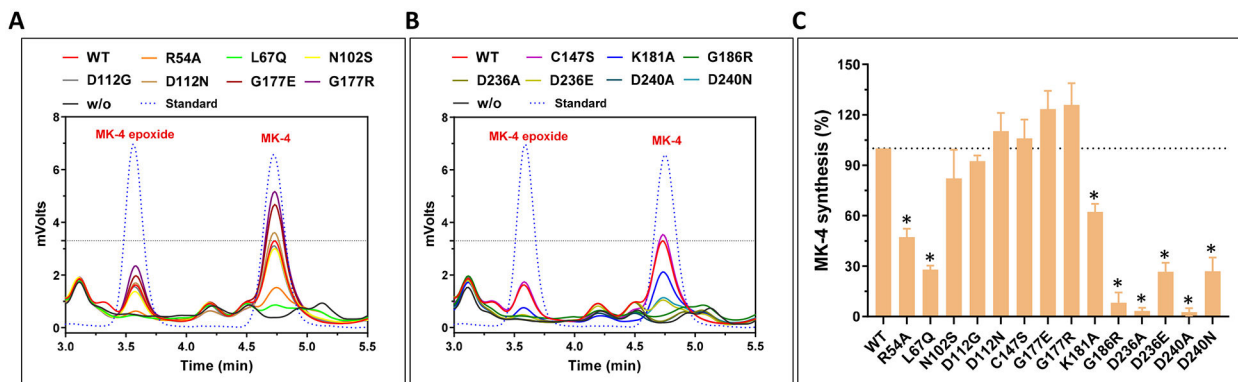 A
WT R54A L67Q N102S
D112G D112N G177E G177R
w/o Standard
MK-4 epoxide
MK-4
mVolts
8
6
4
2
0
3.0 3.5 4.0 4.5 5.0 5.5
Time (min)
B
WT C147S K181A G186R
D236A D236E D240A D240N
w/o Standard
MK-4 epoxide
MK-4
mVolts
8
6
4
2
0
3.0 3.5 4.0 4.5 5.0 5.5
Time (min)
C
MK-4 synthesis (%)
150
120
90
60
30
0
* * * * * * * *
WT R54A L67Q N102S D112G D112N C147S G177E G177R K181A G186R D236A D236E D240A D240N